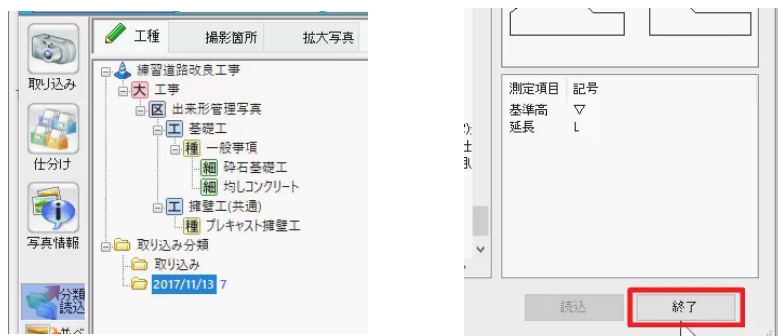 取り込み
仕分け
写真情報
分類
読込
工種
撮影箇所
拡大写真
練習道路改良工事
大 工事
区 出来形管理写真
工 基礎工
種 一般事項
細 砕石基礎工
細 均しコンクリート
工 擁壁工(共通)
種 プレキャスト擁壁工
取り込み分類
取り込み
2017/11/13 7
測定項目 記号
基準高 ▽
延長 L
読込
終了